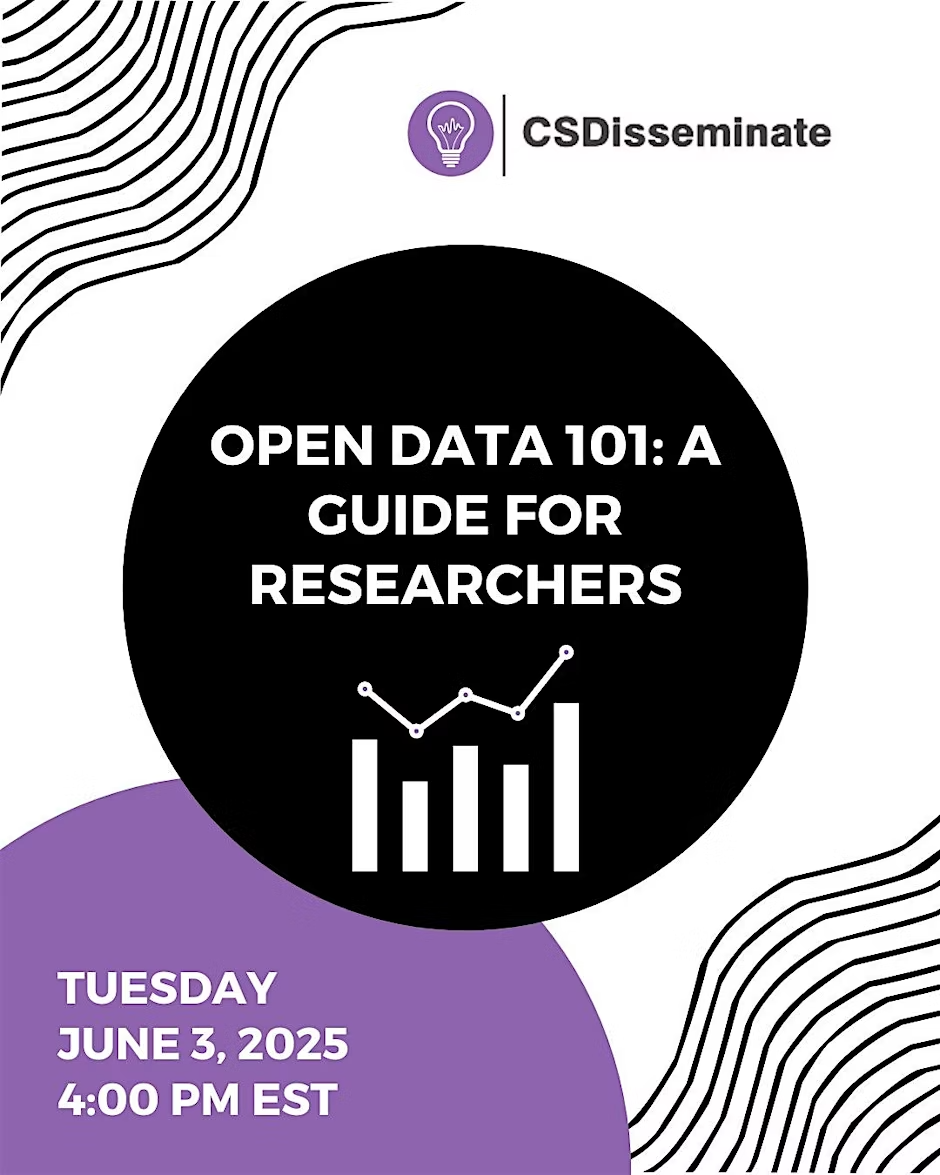 CSDisseminate
OPEN DATA 101: A
GUIDE FOR
RESEARCHERS
TUESDAY
JUNE 3, 2025
4:00 PM EST